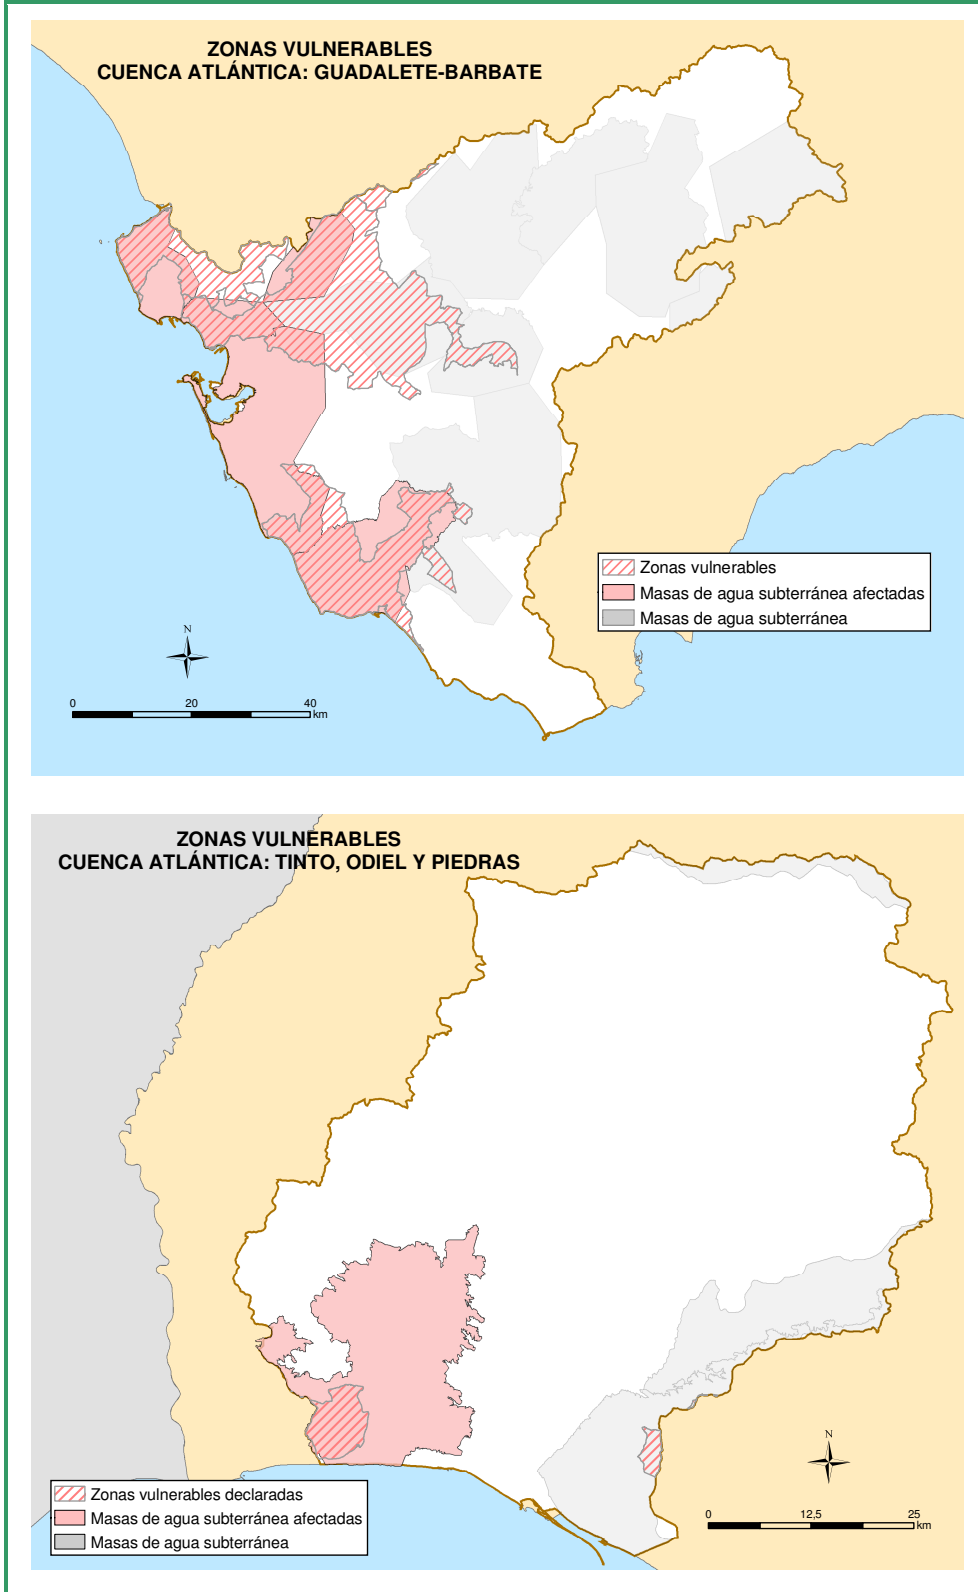 ZONAS VULNERABLES
CUENCA ATLÁNTICA: GUADALETE-BARBATE
Zonas vulnerables
Masas de agua subterránea afectadas
Masas de agua subterránea
N
0 20 40
km
ZONAS VULNERABLES
CUENCA ATLÁNTICA: TINTO, ODIEL Y PIEDRAS
N
0 12,5 25
km
Zonas vulnerables declaradas
Masas de agua subterránea afectadas
Masas de agua subterránea